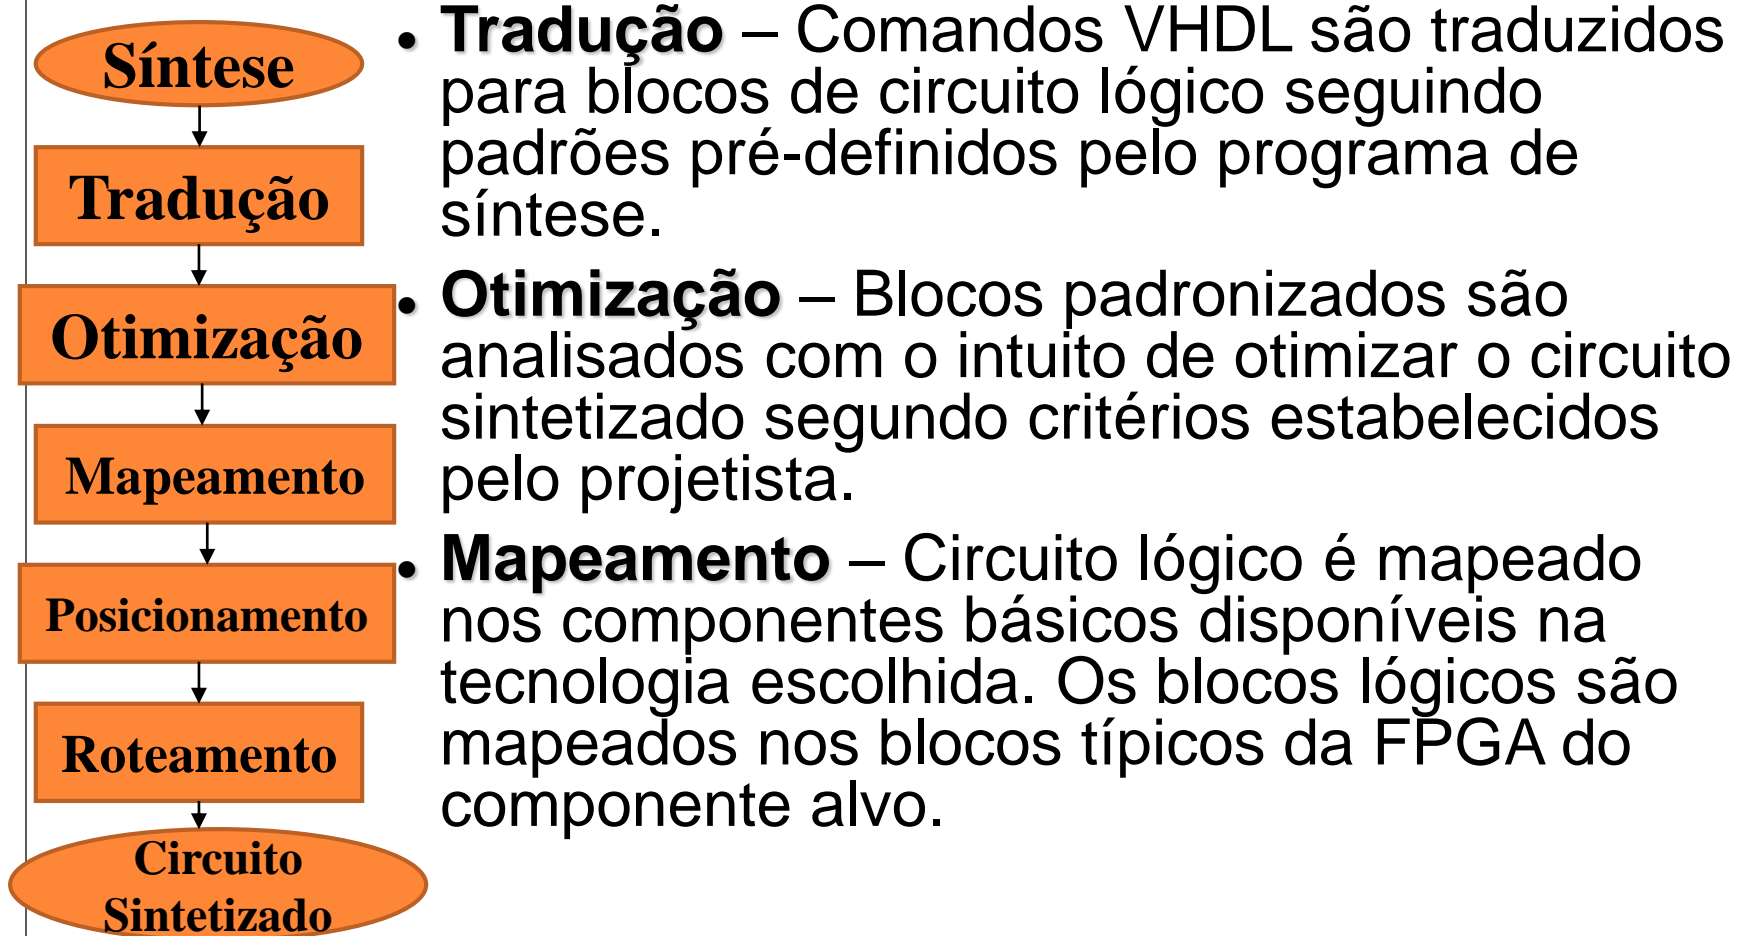 Síntese
Tradução
Otimização
Mapeamento
Posicionamento
Roteamento
Circuito
Sintetizado
• Tradução – Comandos VHDL são traduzidos
para blocos de circuito lógico seguindo
padrões pré-definidos pelo programa de
síntese.
• Otimização – Blocos padronizados são
analisados com o intuito de otimizar o circuito
sintetizado segundo critérios estabelecidos
pelo projetista.
• Mapeamento – Circuito lógico é mapeado
nos componentes básicos disponíveis na
tecnologia escolhida. Os blocos lógicos são
mapeados nos blocos típicos da FPGA do
componente alvo.